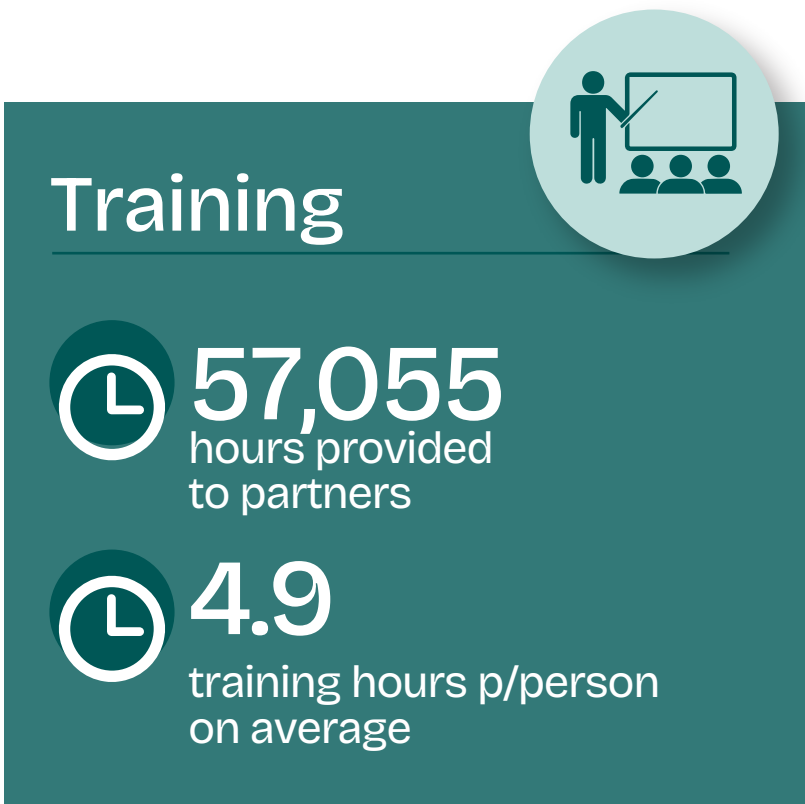 Training
57,055
hours provided
to partners
4.9
training hours p/person
on average